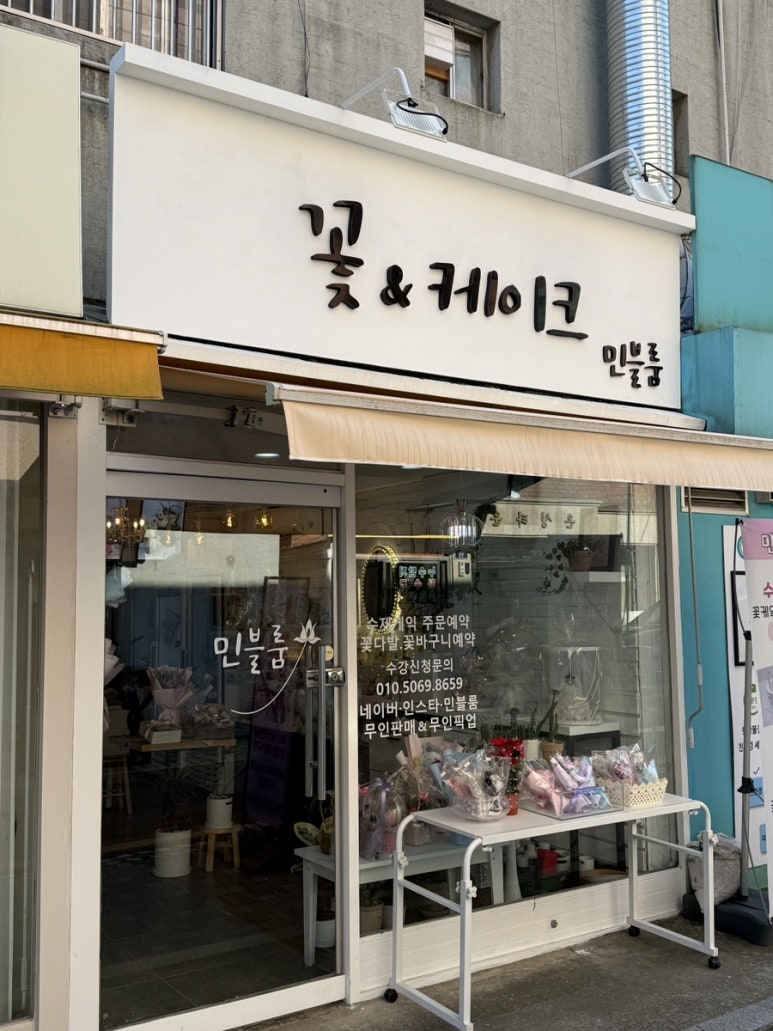 꽃 & 케이크
민블룸
민블룸
수제케익 주문예약
꽃다발.꽃바구니예약
수강신청문의
010.5069.8659
네이버·인스타·민블룸
무인판매&무인픽업